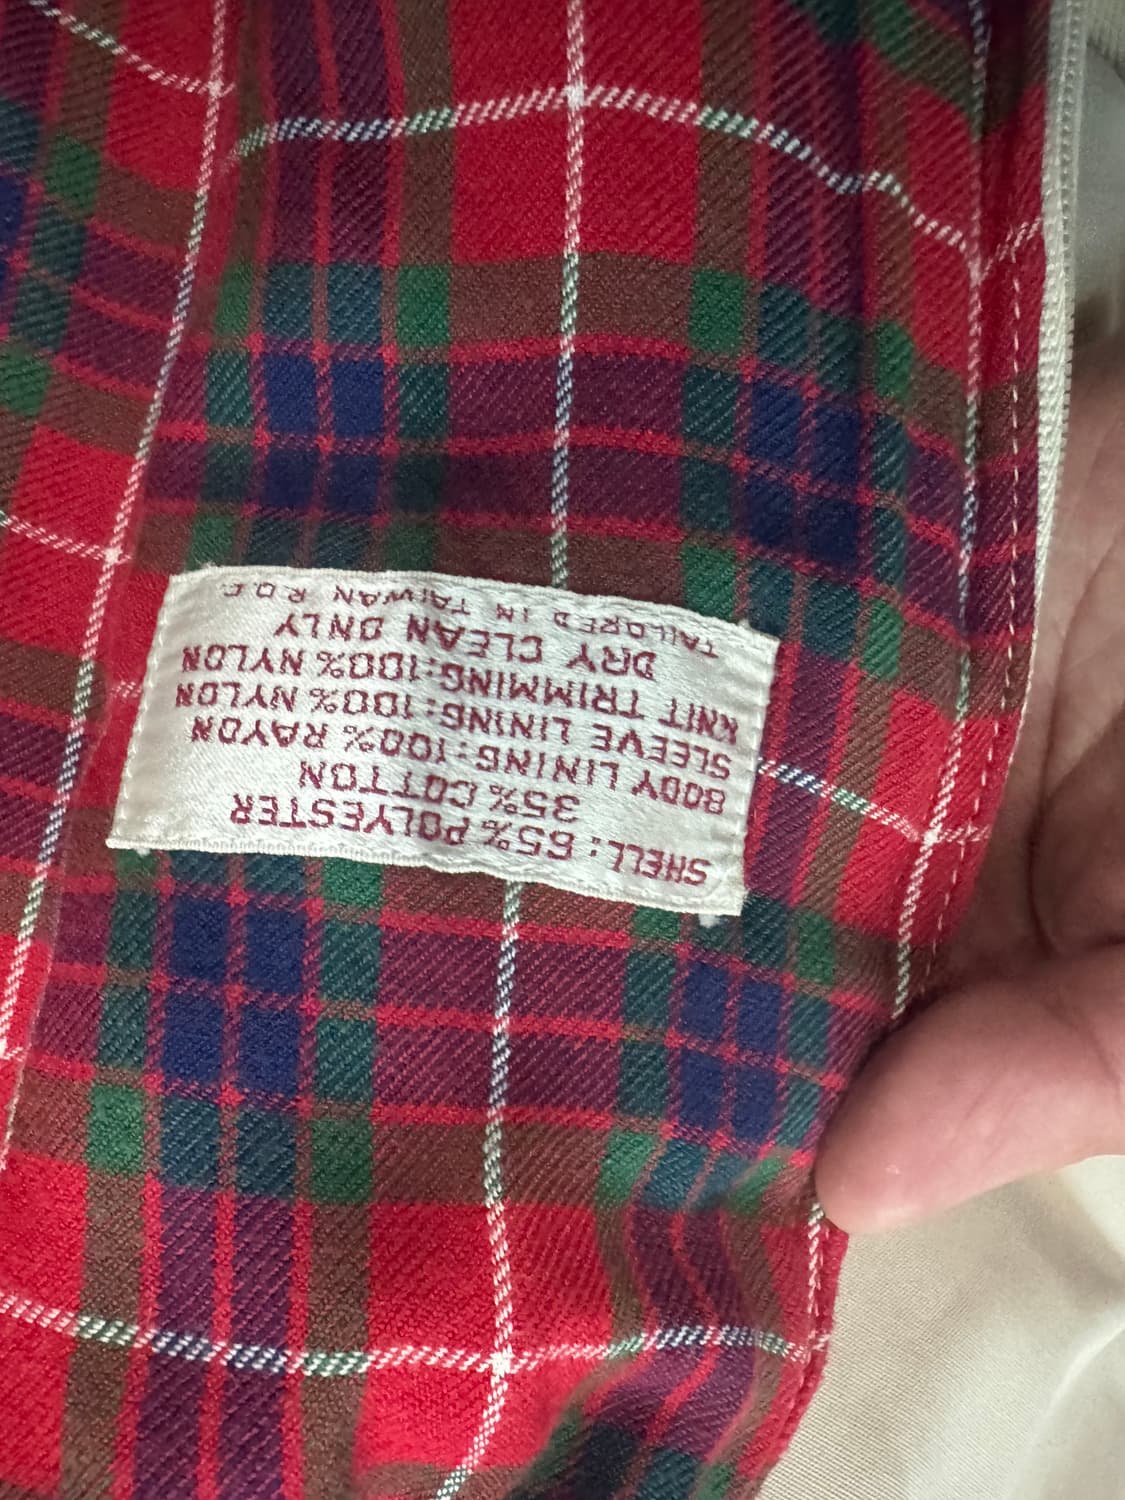 SHELL: 65% POLYESTER
35% COTTON
BODY LINING: 100% RAYON
SLEEVE LINING: 100% NYLON
KNIT TRIMMING: 100% NYLON
DRY CLEAN ONLY
TAILORED IN TAIWAN R.O.C.